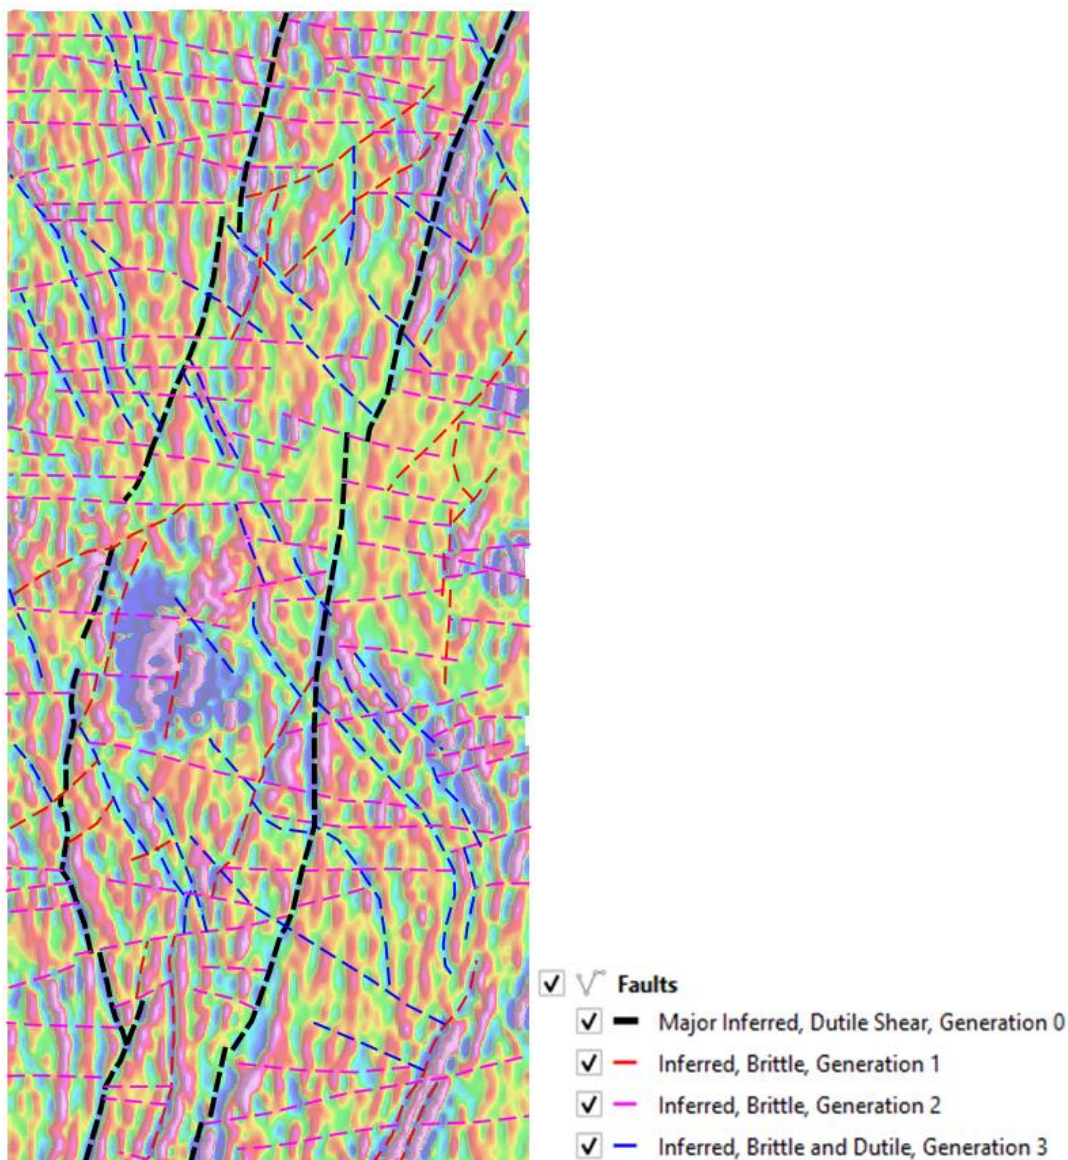 Faults
Major Inferred, Dutile Shear, Generation 0
Inferred, Brittle, Generation 1
Inferred, Brittle, Generation 2
Inferred, Brittle and Dutile, Generation 3